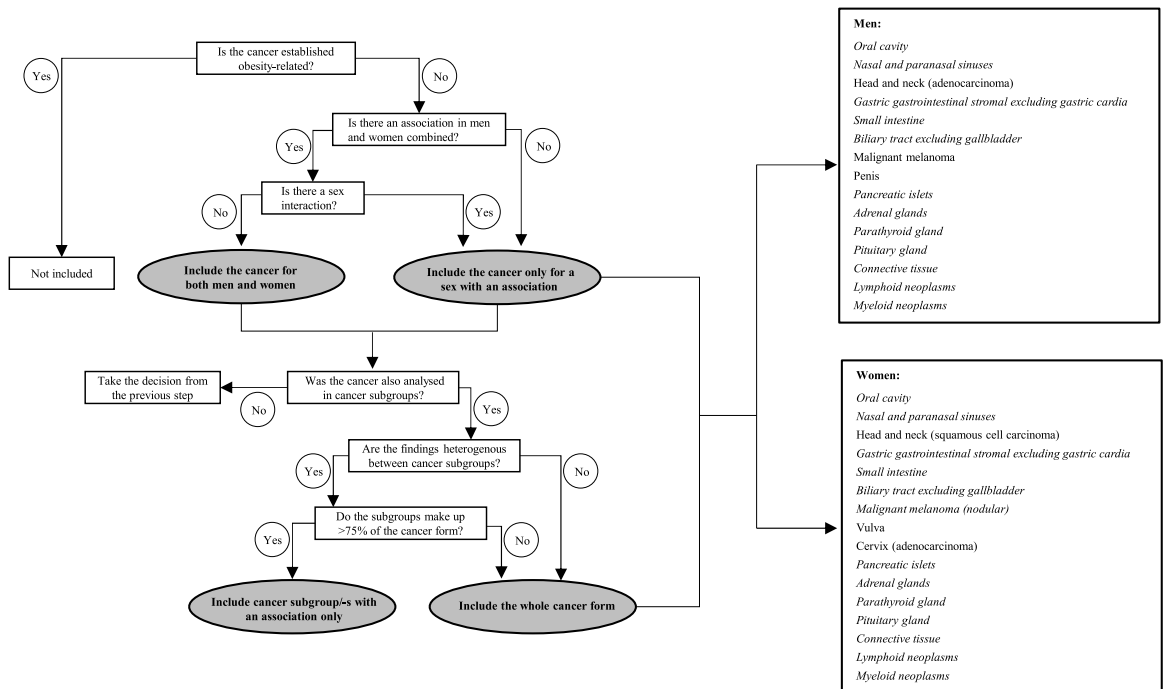 Is the cancer established
obesity-related?
Yes
No
Is there an association in men
and women combined?
Yes
No
Is there a sex
interaction?
No
Yes
Not included
Include the cancer for
both men and women
Include the cancer only for a
sex with an association
Take the decision from
the previous step
Was the cancer also analysed
in cancer subgroups?
No
Yes
Are the findings heterogenous
between cancer subgroups?
Yes
No
Do the subgroups make up
>75% of the cancer form?
Yes
No
Include cancer subgroup/-s with
an association only
Include the whole cancer form
Men:
Oral cavity
Nasal and paranasal sinuses
Head and neck (adenocarcinoma)
Gastric gastrointestinal stromal excluding gastric cardia
Small intestine
Biliary tract excluding gallbladder
Malignant melanoma
Penis
Pancreatic islets
Adrenal glands
Parathyroid gland
Pituitary gland
Connective tissue
Lymphoid neoplasms
Myeloid neoplasms
Women:
Oral cavity
Nasal and paranasal sinuses
Head and neck (squamous cell carcinoma)
Gastric gastrointestinal stromal excluding gastric cardia
Small intestine
Biliary tract excluding gallbladder
Malignant melanoma (nodular)
Vulva
Cervix (adenocarcinoma)
Pancreatic islets
Adrenal glands
Parathyroid gland
Pituitary gland
Connective tissue
Lymphoid neoplasms
Myeloid neoplasms